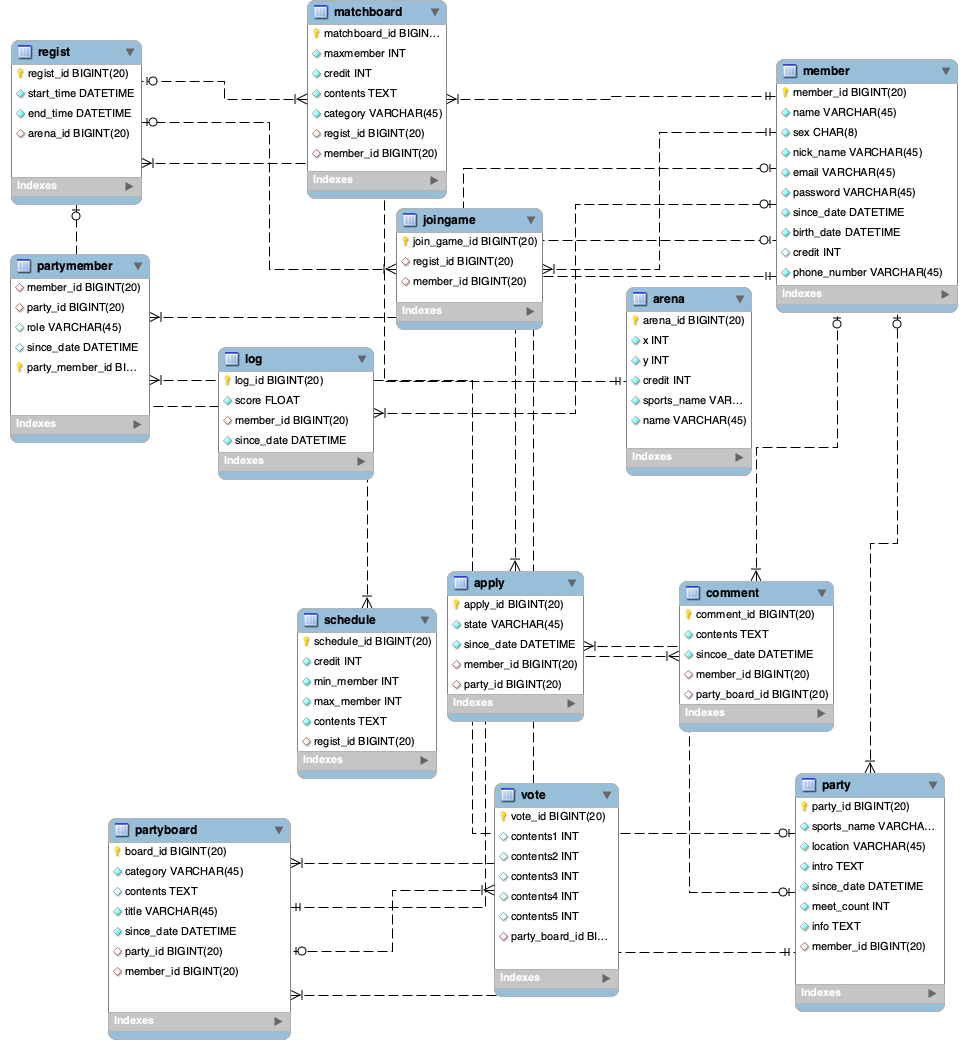 matchboard
matchboard_id BIGIN...
maxmember INT
credit INT
contents TEXT
category VARCHAR(45)
regist_id BIGINT(20)
member_id BIGINT(20)
Indexes
regist
regist_id BIGINT(20)
start_time DATETIME
end_time DATETIME
arena_id BIGINT(20)
Indexes
member
member_id BIGINT(20)
name VARCHAR(45)
sex CHAR(8)
nick_name VARCHAR(45)
email VARCHAR(45)
password VARCHAR(45)
since_date DATETIME
birth_date DATETIME
credit INT
phone_number VARCHAR(45)
Indexes
joingame
join_game_id BIGINT(20)
regist_id BIGINT(20)
member_id BIGINT(20)
Indexes
partymember
member_id BIGINT(20)
party_id BIGINT(20)
role VARCHAR(45)
since_date DATETIME
party_member_id BI...
Indexes
arena
arena_id BIGINT(20)
x INT
y INT
credit INT
sports_name VAR...
name VARCHAR(45)
Indexes
log
log_id BIGINT(20)
score FLOAT
member_id BIGINT(20)
since_date DATETIME
Indexes
apply
apply_id BIGINT(20)
state VARCHAR(45)
since_date DATETIME
member_id BIGINT(20)
party_id BIGINT(20)
Indexes
comment
comment_id BIGINT(20)
contents TEXT
sincoe_date DATETIME
member_id BIGINT(20)
party_board_id BIGINT(20)
Indexes
schedule
schedule_id BIGINT(20)
credit INT
min_member INT
max_member INT
contents TEXT
regist_id BIGINT(20)
Indexes
party
party_id BIGINT(20)
sports_name VARCHA...
location VARCHAR(45)
intro TEXT
since_date DATETIME
meet_count INT
info TEXT
member_id BIGINT(20)
Indexes
vote
vote_id BIGINT(20)
contents1 INT
contents2 INT
contents3 INT
contents4 INT
contents5 INT
party_board_id BI...
Indexes
partyboard
board_id BIGINT(20)
category VARCHAR(45)
contents TEXT
title VARCHAR(45)
since_date DATETIME
party_id BIGINT(20)
member_id BIGINT(20)
Indexes